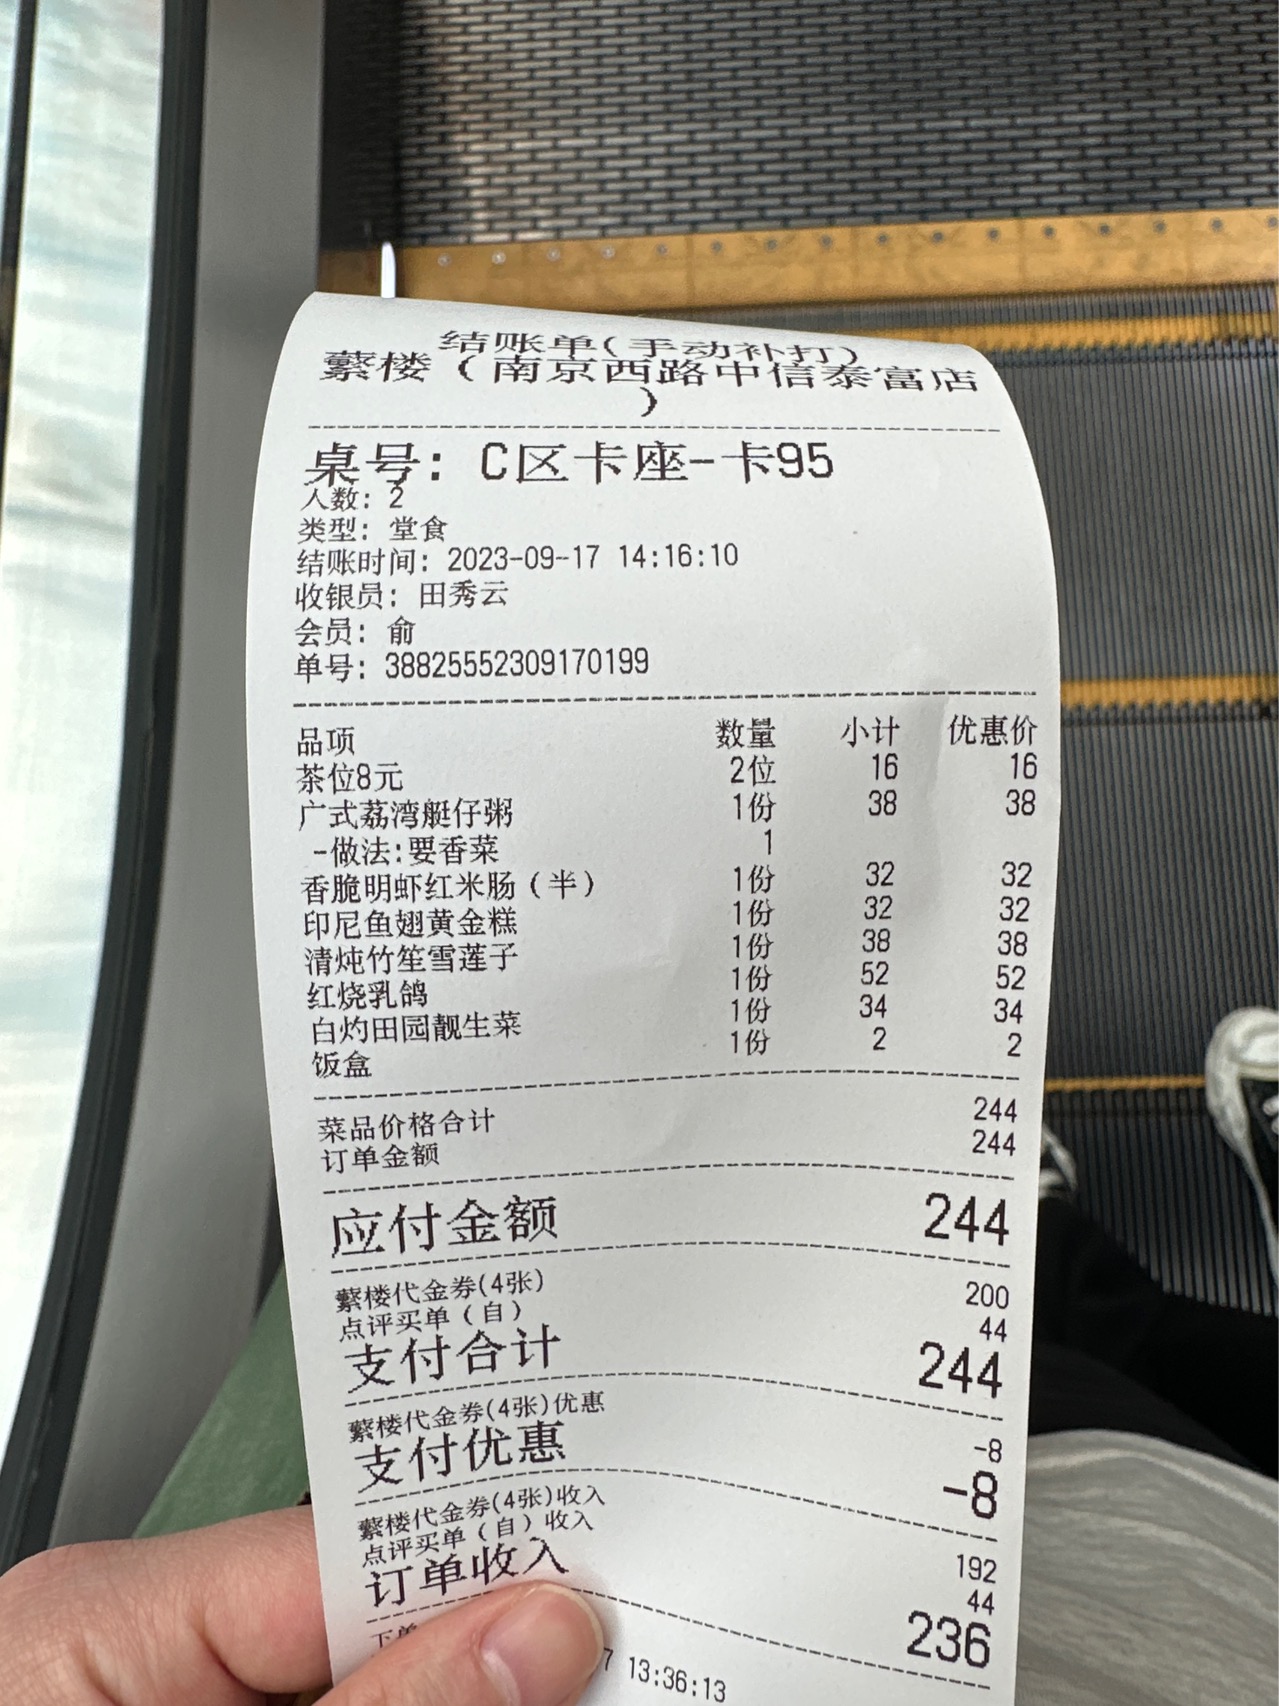 结账单(手动补打)
蘩楼（南京西路中信泰富店
）
桌号: C区卡座-卡95
人数: 2
类型: 堂食
结账时间: 2023-09-17 14:16:10
收银员: 田秀云
会员: 俞
单号: 38825552309170199
品项 数量 小计 优惠价
茶位8元 2位 16 16
广式荔湾艇仔粥 1份 38 38
-做法:要香菜 1
香脆明虾红米肠（半） 1份 32 32
印尼鱼翅黄金糕 1份 32 32
清炖竹笙雪莲子 1份 38 38
红烧乳鸽 1份 52 52
白灼田园靓生菜 1份 34 34
饭盒 1份 2 2
菜品价格合计 244
订单金额 244
应付金额 244
蘩楼代金券(4张) 200
点评买单（自） 44
支付合计 244
蘩楼代金券(4张)优惠 -8
支付优惠 -8
蘩楼代金券(4张)收入 192
点评买单（自）收入 44
订单收入 236
下单 7 13:36:13